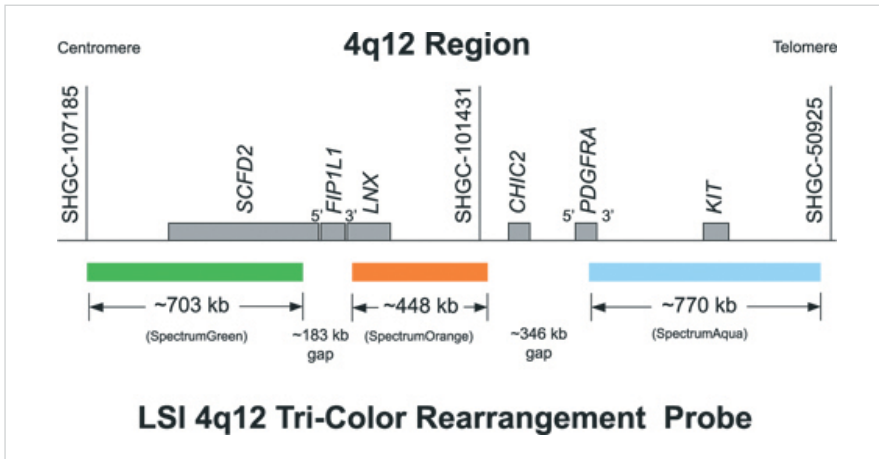 4q12 Region
Centromere
Telomere
SHGC-107185
SCFD2
5'
FIP1L1
3'
LNX
SHGC-101431
CHIC2
5'
PDGFRA
3'
KIT
SHGC-50925
~703 kb
~448 kb
~770 kb
(SpectrumGreen)
~183 kb
gap
(SpectrumOrange)
~346 kb
gap
(SpectrumAqua)
LSI 4q12 Tri-Color Rearrangement Probe